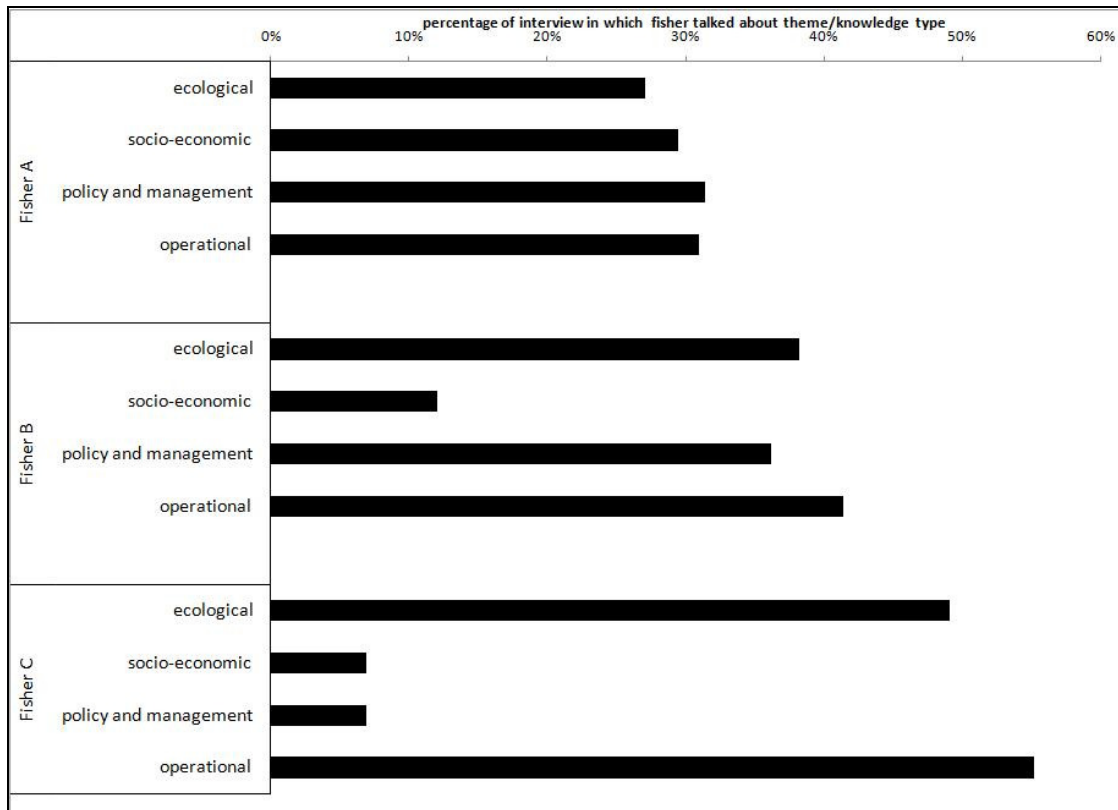 percentage of interview in which fisher talked about theme/knowledge type
0% 10% 20% 30% 40% 50% 60%
Fisher A
ecological
socio-economic
policy and management
operational
Fisher B
ecological
socio-economic
policy and management
operational
Fisher C
ecological
socio-economic
policy and management
operational